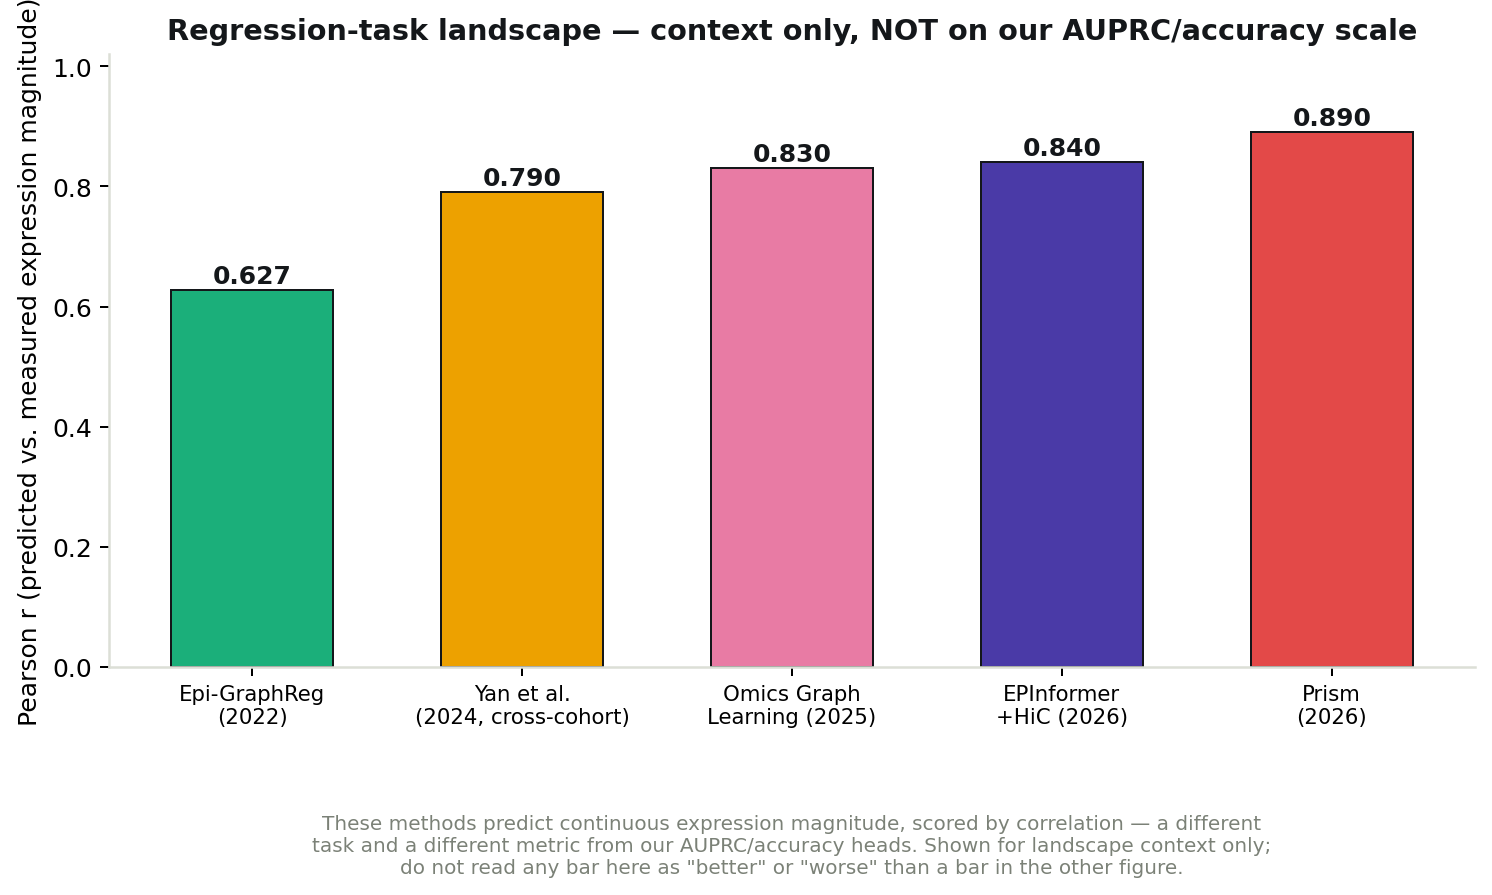 Regression-task landscape — context only, NOT on our AUPRC/accuracy scale
Pearson r (predicted vs. measured expression magnitude)
1.0
0.8
0.6
0.4
0.2
0.0
0.627
0.790
0.830
0.840
0.890
Epi-GraphReg
(2022)
Yan et al.
(2024, cross-cohort)
Omics Graph
Learning (2025)
EPInformer
+HiC (2026)
Prism
(2026)
These methods predict continuous expression magnitude, scored by correlation — a different
task and a different metric from our AUPRC/accuracy heads. Shown for landscape context only;
do not read any bar here as "better" or "worse" than a bar in the other figure.